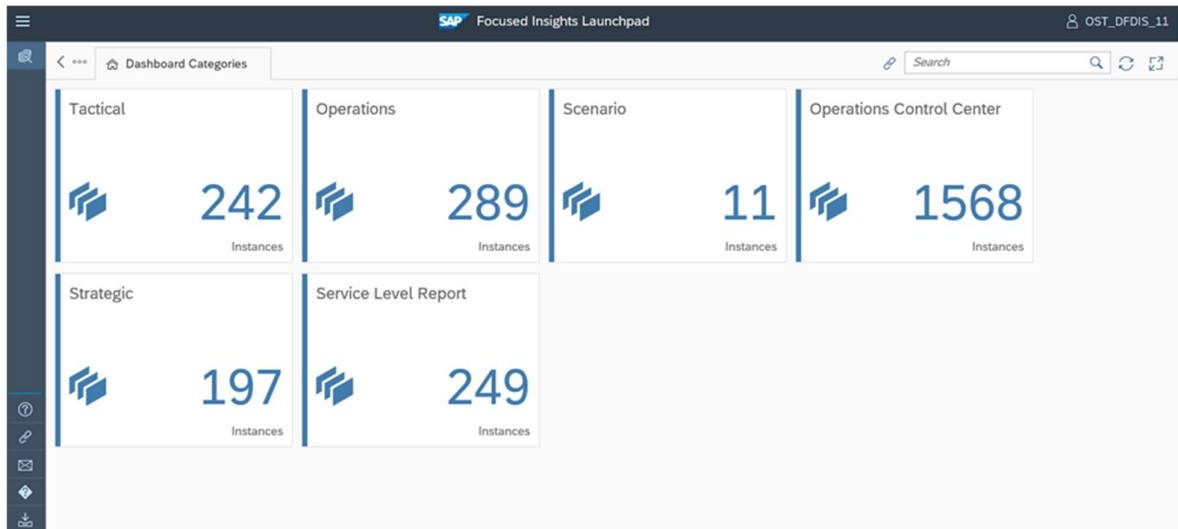 SAP Focused Insights Launchpad
OST_DFDIS_11
Dashboard Categories
Search
Tactical
242
Instances
Operations
289
Instances
Scenario
11
Instances
Operations Control Center
1568
Instances
Strategic
197
Instances
Service Level Report
249
Instances